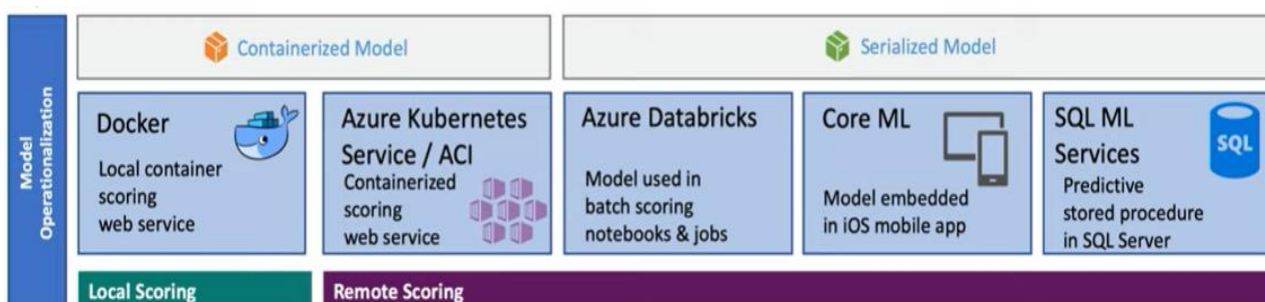 Model
Operationalization
Containerized Model
Serialized Model
Docker
Local container
scoring
web service
Azure Kubernetes
Service / ACI
Containerized
scoring
web service
Azure Databricks
Model used in
batch scoring
notebooks & jobs
Core ML
Model embedded
in iOS mobile app
SQL ML
Services
Predictive
stored procedure
in SQL Server
SQL
Local Scoring
Remote Scoring